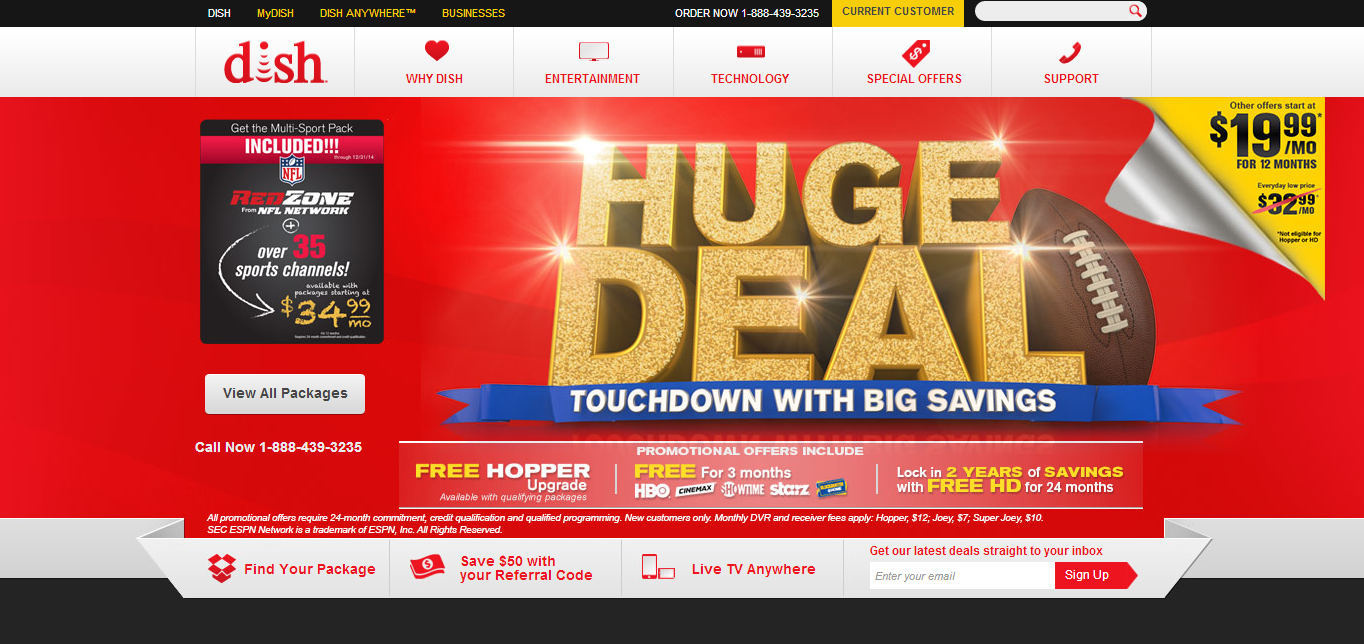 DISH MyDISH DISH ANYWHERE™ BUSINESSES ORDER NOW 1-888-439-3235 CURRENT CUSTOMER
dish
WHY DISH ENTERTAINMENT TECHNOLOGY SPECIAL OFFERS SUPPORT
Get the Multi-Sport Pack
INCLUDED!!!
through 12/31/14
NFL
REDZONE
From NFL NETWORK
over 35
sports channels!
available with
packages starting at
$34.99
mo
View All Packages
Call Now 1-888-439-3235
HUGE
DEAL
TOUCHDOWN WITH BIG SAVINGS
Other offers start at
$19.99*
/MO
FOR 12 MONTHS
Everyday low price
$32.99*
/MO
*Not eligible for
Hopper or HD
PROMOTIONAL OFFERS INCLUDE
FREE HOPPER
Upgrade
Available with qualifying packages
FREE For 3 months
HBO CINEMAX SHOWTIME starz
Lock in 2 YEARS of SAVINGS
with FREE HD for 24 months
All promotional offers require 24-month commitment, credit qualification and qualified programming. New customers only. Monthly DVR and receiver fees apply: Hopper, $12; Joey, $7; Super Joey, $10.
SEC ESPN Network is a trademark of ESPN, Inc. All Rights Reserved.
Find Your Package
Save $50 with
your Referral Code
Live TV Anywhere
Get our latest deals straight to your inbox
Enter your email Sign Up